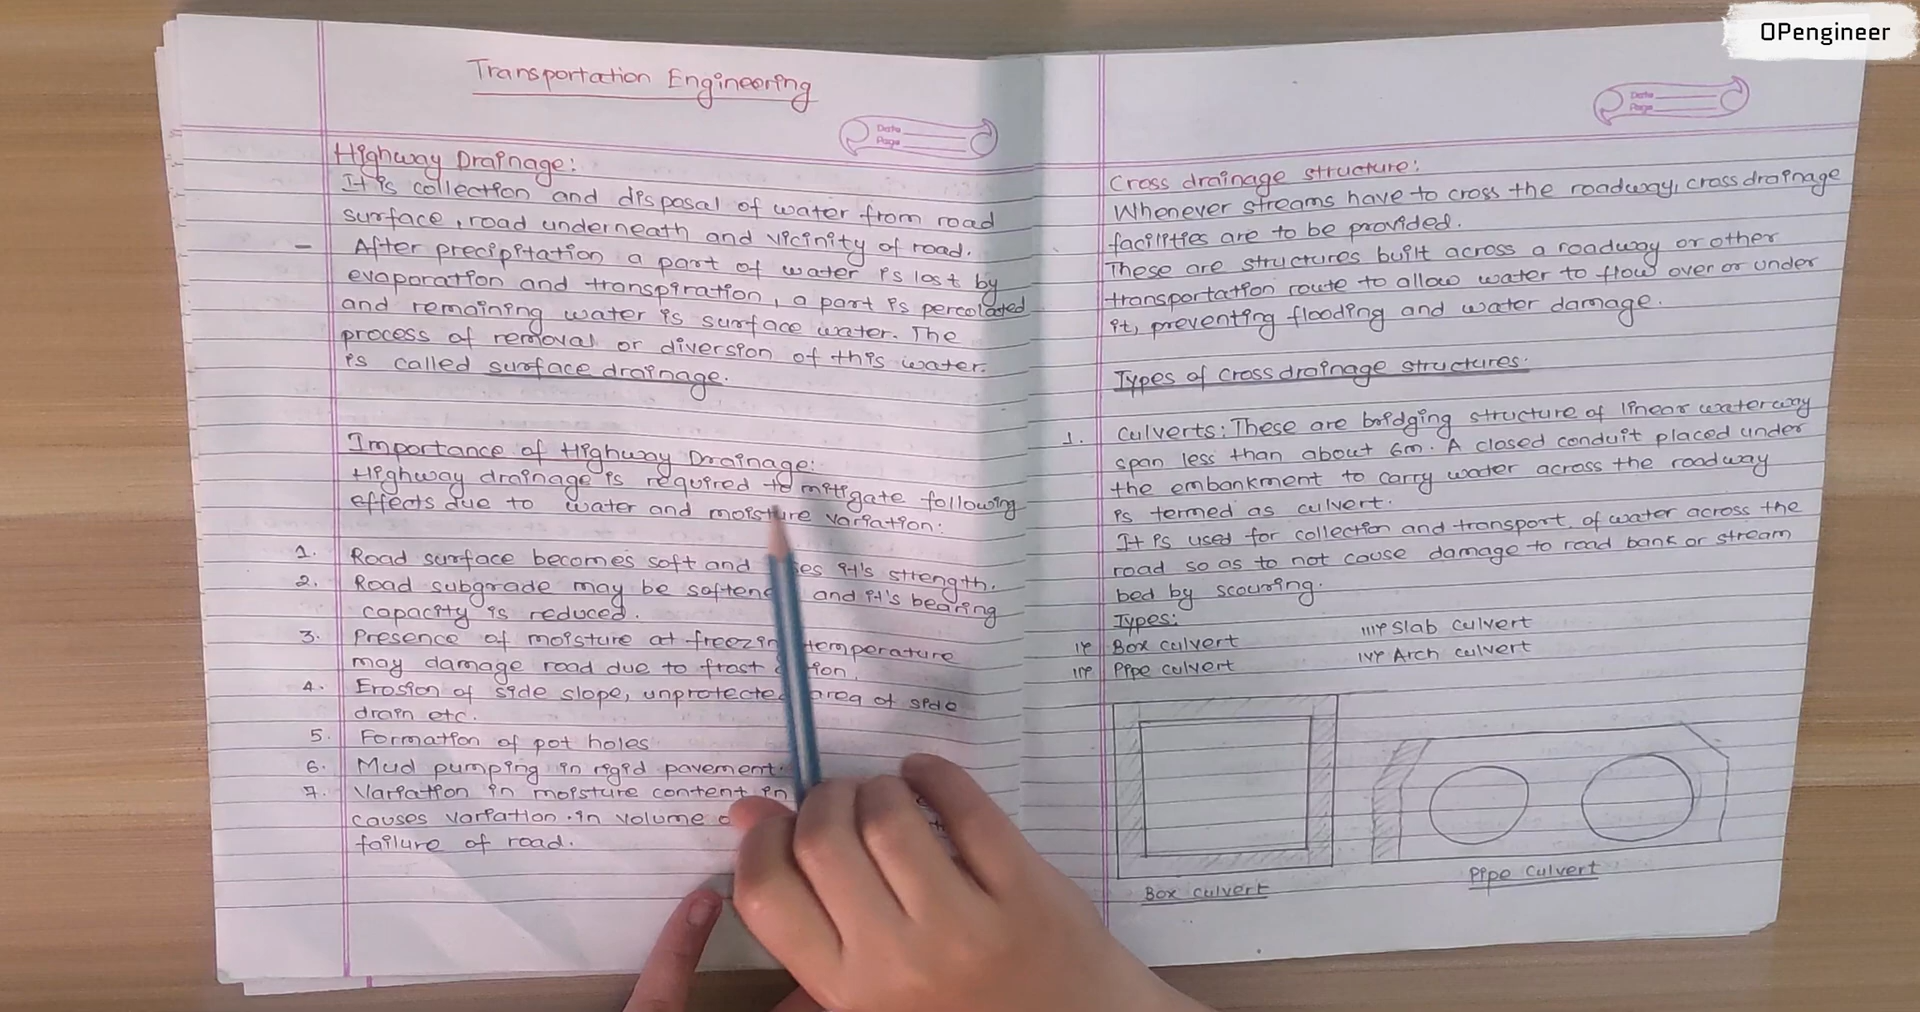 OPengineer
Transportation Engineering
Date
Page
Highway Drainage:
It is collection and disposal of water from road
surface, road underneath and vicinity of road.
- After precipitation a part of water is lost by
evaporation and transpiration, a part is percolated
and remaining water is surface water. The
process of removal or diversion of this water.
is called surface drainage.
Importance of Highway Drainage:
Highway drainage is required to mitigate following
effects due to water and moisture variation:
1. Road surface becomes soft and it's strength.
2. Road subgrade may be and it's bearing
capacity is reduced.
3. Presence of moisture at temperature
may damage road due to frost
4. Erosion of side slope, unprotected area of side
drain etc.
5. Formation of pot holes.
6. Mud pumping in rigid pavement.
7. Variation in moisture content in
causes variation in volume
failure of road.
Date
Page
Cross drainage structure:
Whenever streams have to cross the roadway, cross drainage
facilities are to be provided.
These are structures built across a roadway or other
transportation route to allow water to flow over or under
it, preventing flooding and water damage.
Types of cross drainage structures:
1. Culverts: These are bridging structure of linear waterway
span less than about 6m. A closed conduit placed under
the embankment to carry water across the roadway
is termed as culvert.
It is used for collection and transport of water across the
road so as to not cause damage to road bank or stream
bed by scouring.
Types:
i) Box culvert iii) Slab culvert
ii) Pipe culvert iv) Arch culvert
Box culvert
Pipe culvert